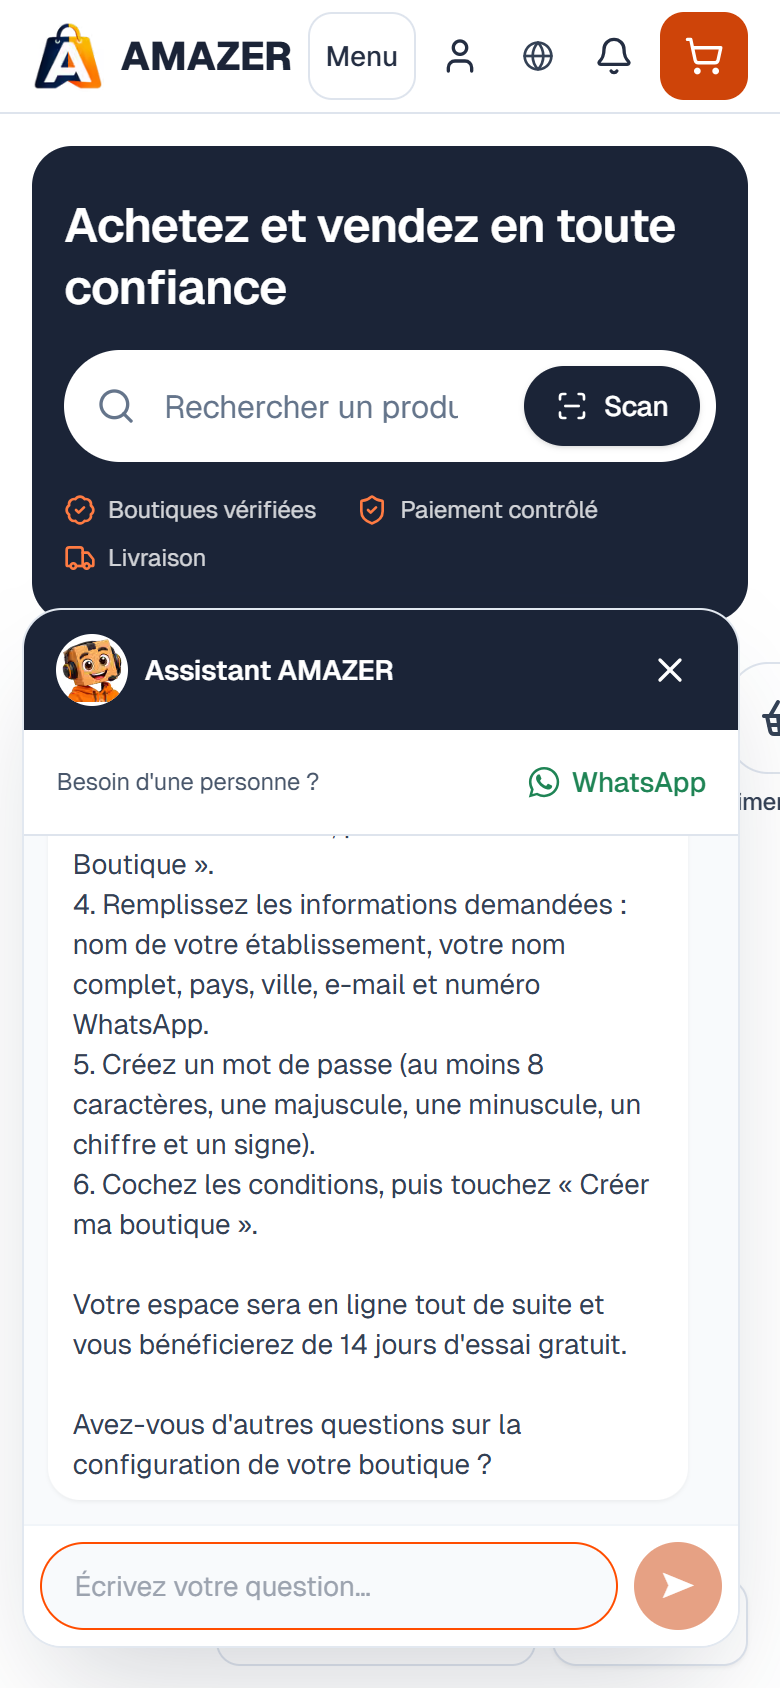 AMAZER
Menu
Achetez et vendez en toute
confiance
Rechercher un produ
Scan
Boutiques vérifiées
Paiement contrôlé
Livraison
Assistant AMAZER
Besoin d'une personne ?
WhatsApp
Boutique ».
4. Remplissez les informations demandées :
nom de votre établissement, votre nom
complet, pays, ville, e-mail et numéro
WhatsApp.
5. Créez un mot de passe (au moins 8
caractères, une majuscule, une minuscule, un
chiffre et un signe).
6. Cochez les conditions, puis touchez « Créer
ma boutique ».
Votre espace sera en ligne tout de suite et
vous bénéficierez de 14 jours d'essai gratuit.
Avez-vous d'autres questions sur la
configuration de votre boutique ?
Écrivez votre question...